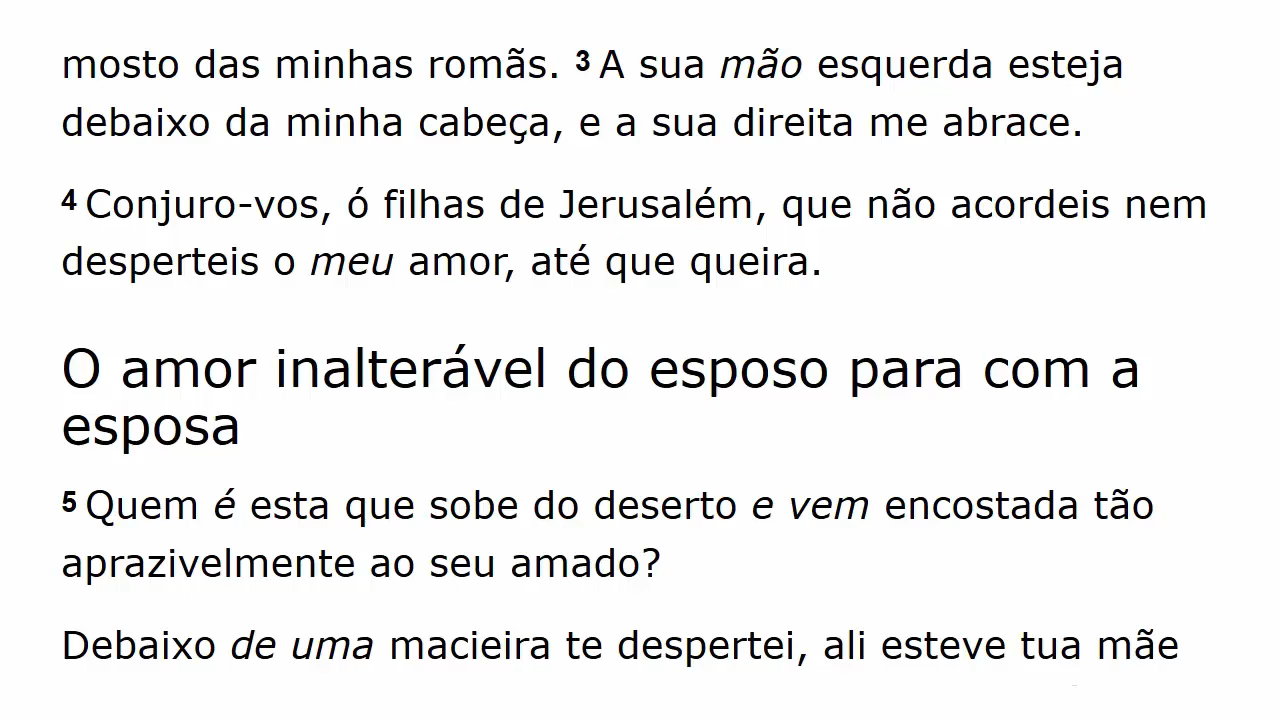 mosto das minhas romãs. 3 A sua mão esquerda esteja
debaixo da minha cabeça, e a sua direita me abrace.
4 Conjuro-vos, ó filhas de Jerusalém, que não acordeis nem
desperteis o meu amor, até que queira.
O amor inalterável do esposo para com a
esposa
5 Quem é esta que sobe do deserto e vem encostada tão
aprazivelmente ao seu amado?
Debaixo de uma macieira te despertei, ali esteve tua mãe